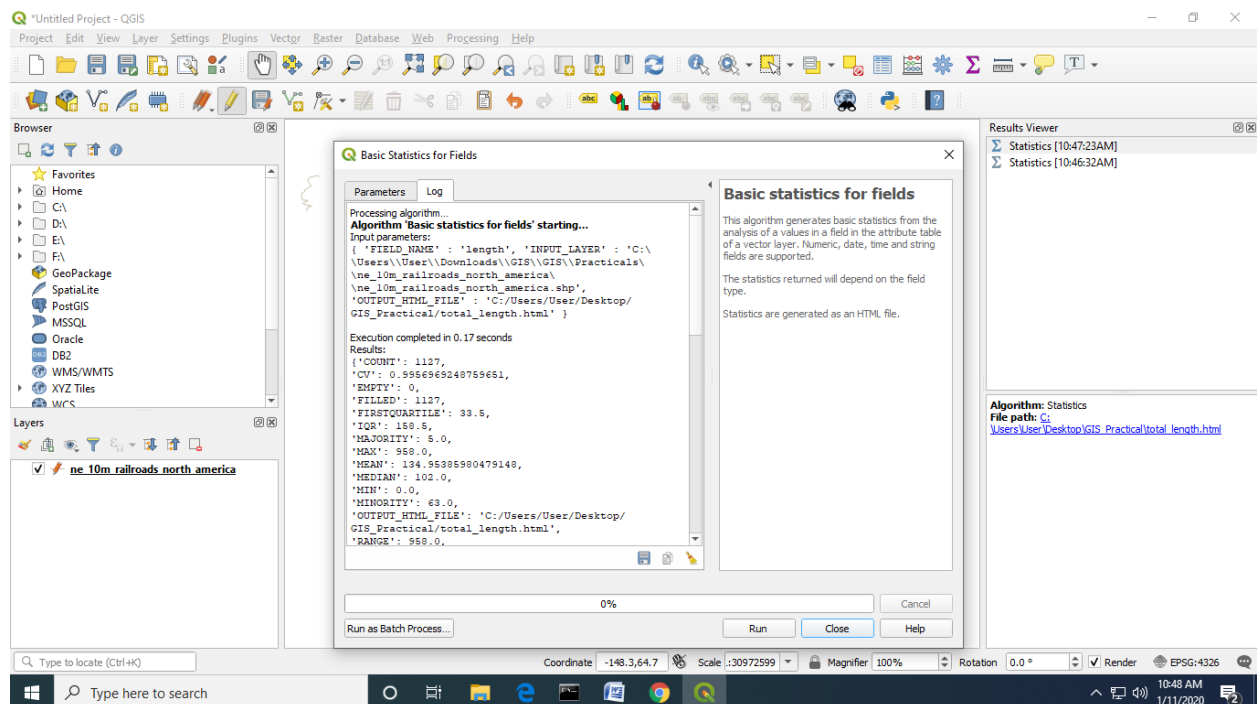 *Untitled Project - QGIS
Project Edit View Layer Settings Plugins Vector Raster Database Web Processing Help
Browser
Favorites
Home
C:\
D:\
E:\
F:\
GeoPackage
SpatiaLite
PostGIS
MSSQL
Oracle
DB2
WMS/WMTS
XYZ Tiles
WCS
Layers
ne_10m_railroads_north_america
Basic Statistics for Fields
Parameters Log
Processing algorithm...
Algorithm 'Basic statistics for fields' starting...
Input parameters:
{ 'FIELD_NAME' : 'length', 'INPUT_LAYER' : 'C:\
\Users\\User\\Downloads\\GIS\\GIS\\Practicals\
\ne_10m_railroads_north_america\
\ne_10m_railroads_north_america.shp',
'OUTPUT_HTML_FILE' : 'C:/Users/User/Desktop/
GIS_Practical/total_length.html' }
Execution completed in 0.17 seconds
Results:
{'COUNT': 1127,
'CV': 0.9956969248759651,
'EMPTY': 0,
'FILLED': 1127,
'FIRSTQUARTILE': 33.5,
'IQR': 158.5,
'MAJORITY': 5.0,
'MAX': 958.0,
'MEAN': 134.95385980479148,
'MEDIAN': 102.0,
'MIN': 0.0,
'MINORITY': 63.0,
'OUTPUT_HTML_FILE': 'C:/Users/User/Desktop/
GIS_Practical/total_length.html',
'RANGE': 958.0,
0%
Cancel
Run as Batch Process...
Run Close Help
Basic statistics for fields
This algorithm generates basic statistics from the
analysis of a values in a field in the attribute table
of a vector layer. Numeric, date, time and string
fields are supported.
The statistics returned will depend on the field
type.
Statistics are generated as an HTML file.
Results Viewer
Statistics [10:47:23AM]
Statistics [10:46:32AM]
Algorithm: Statistics
File path: C:
\Users\User\Desktop\GIS_Practical\total_length.html
Type to locate (Ctrl+K) Coordinate -148.3,64.7 Scale :30972599 Magnifier 100% Rotation 0.0 ° Render EPSG:4326
Type here to search
10:48 AM
1/11/2020
2